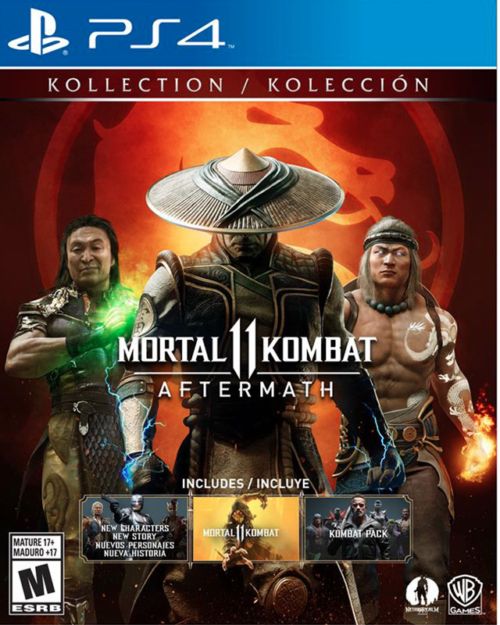 PS4
KOLLECTION / KOLECCIÓN
MORTAL 11 KOMBAT
AFTERMATH
INCLUDES / INCLUYE
NEW CHARACTERS
NEW STORY
NUEVOS PERSONAJES
NUEVA HISTORIA
MORTAL 11 KOMBAT
KOMBAT PACK
MATURE 17+
MADURO +17
M
ESRB
NETHERREALM
WB
GAMES